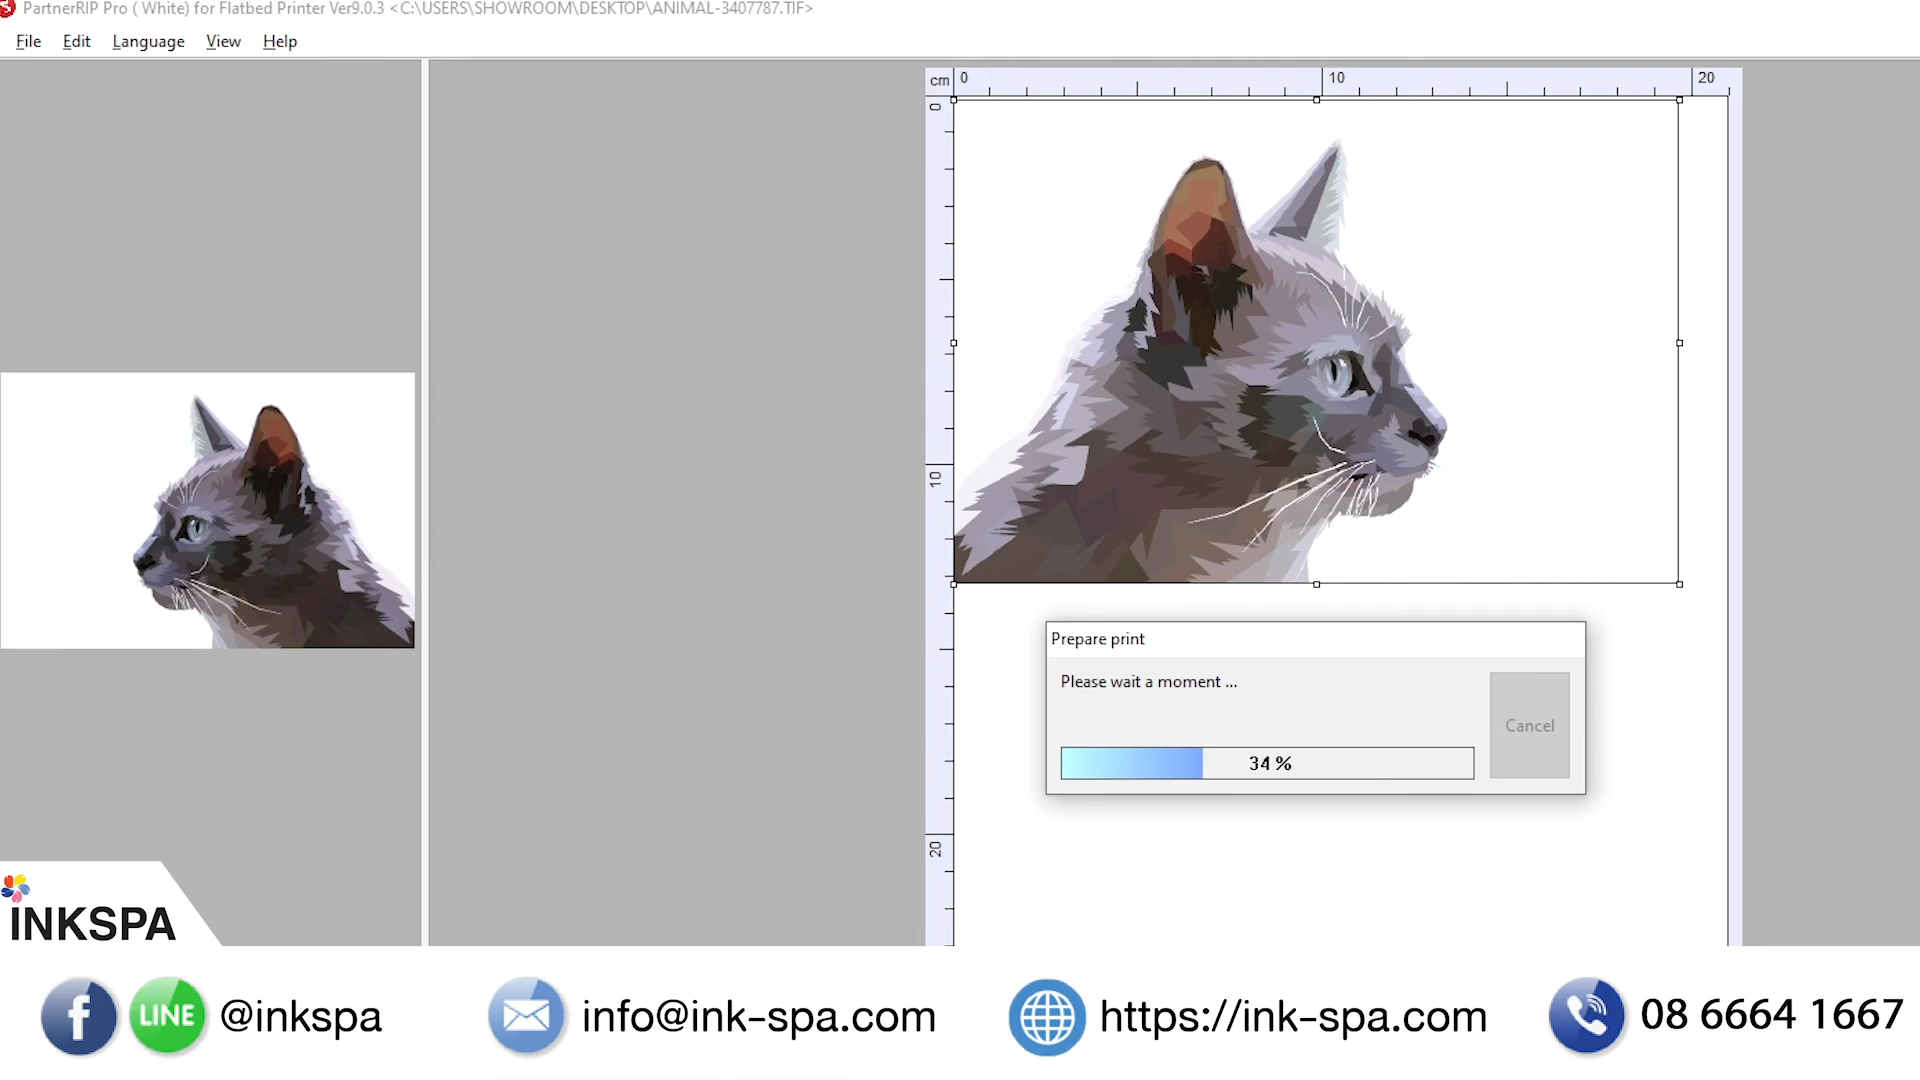 PartnerRIP Pro ( White) for Flatbed Printer Ver9.0.3 <C:\USERS\SHOWROOM\DESKTOP\ANIMAL-3407787.TIF>
File Edit Language View Help
cm 0 10 20
0
10
20
Prepare print
Please wait a moment ...
Cancel
34 %
INKSPA
f LINE @inkspa info@ink-spa.com https://ink-spa.com 08 6664 1667